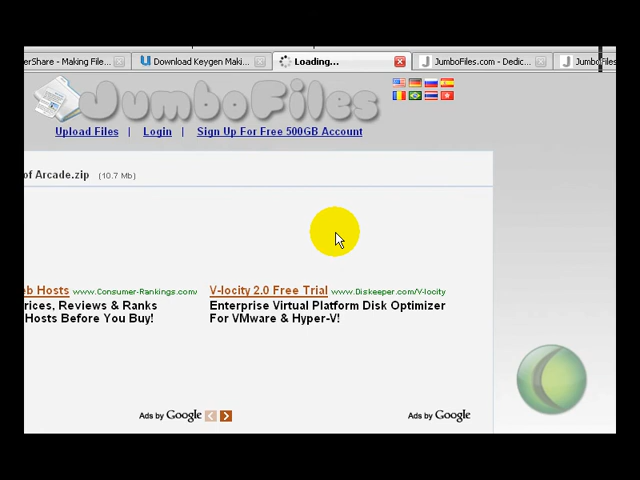 erShare - Making File...
Download Keygen Maki...
Loading...
JumboFiles.com - Dedic...
JumboFiles
JumboFiles
Upload Files | Login | Sign Up For Free 500GB Account
of Arcade.zip (10.7 Mb)
eb Hosts www.Consumer-Rankings.com/
rices, Reviews & Ranks
Hosts Before You Buy!
V-locity 2.0 Free Trial www.Diskeeper.com/V-locity
Enterprise Virtual Platform Disk Optimizer
For VMware & Hyper-V!
Ads by Google
Ads by Google